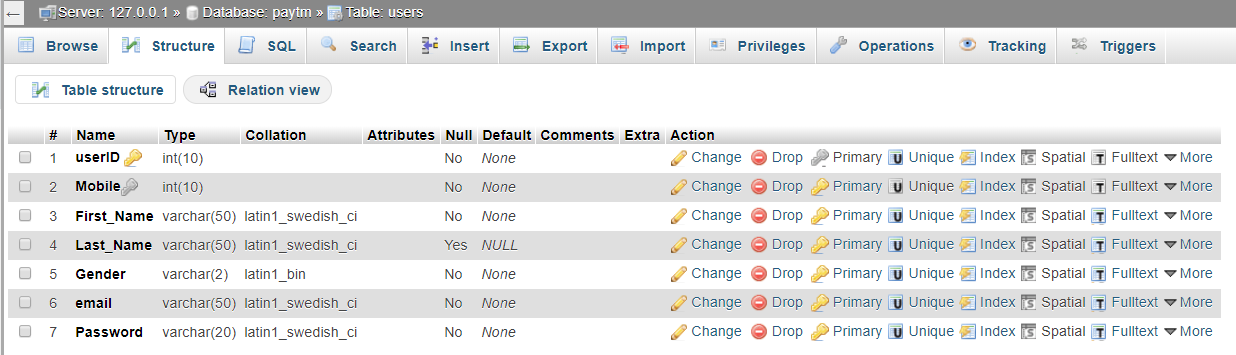 Server: 127.0.0.1 » Database: paytm » Table: users
Browse Structure SQL Search Insert Export Import Privileges Operations Tracking Triggers
Table structure Relation view
# Name Type Collation Attributes Null Default Comments Extra Action
1 userID int(10) No None Change Drop Primary Unique Index Spatial Fulltext More
2 Mobile int(10) No None Change Drop Primary Unique Index Spatial Fulltext More
3 First_Name varchar(50) latin1_swedish_ci No None Change Drop Primary Unique Index Spatial Fulltext More
4 Last_Name varchar(50) latin1_swedish_ci Yes NULL Change Drop Primary Unique Index Spatial Fulltext More
5 Gender varchar(2) latin1_bin No None Change Drop Primary Unique Index Spatial Fulltext More
6 email varchar(50) latin1_swedish_ci No None Change Drop Primary Unique Index Spatial Fulltext More
7 Password varchar(20) latin1_swedish_ci No None Change Drop Primary Unique Index Spatial Fulltext More